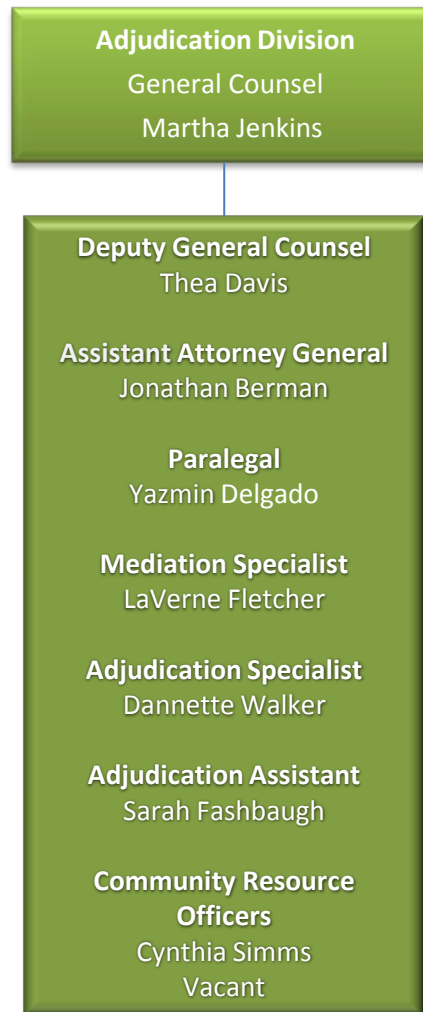 Adjudication Division
General Counsel
Martha Jenkins
Deputy General Counsel
Thea Davis
Assistant Attorney General
Jonathan Berman
Paralegal
Yazmin Delgado
Mediation Specialist
LaVerne Fletcher
Adjudication Specialist
Dannette Walker
Adjudication Assistant
Sarah Fashbaugh
Community Resource
Officers
Cynthia Simms
Vacant